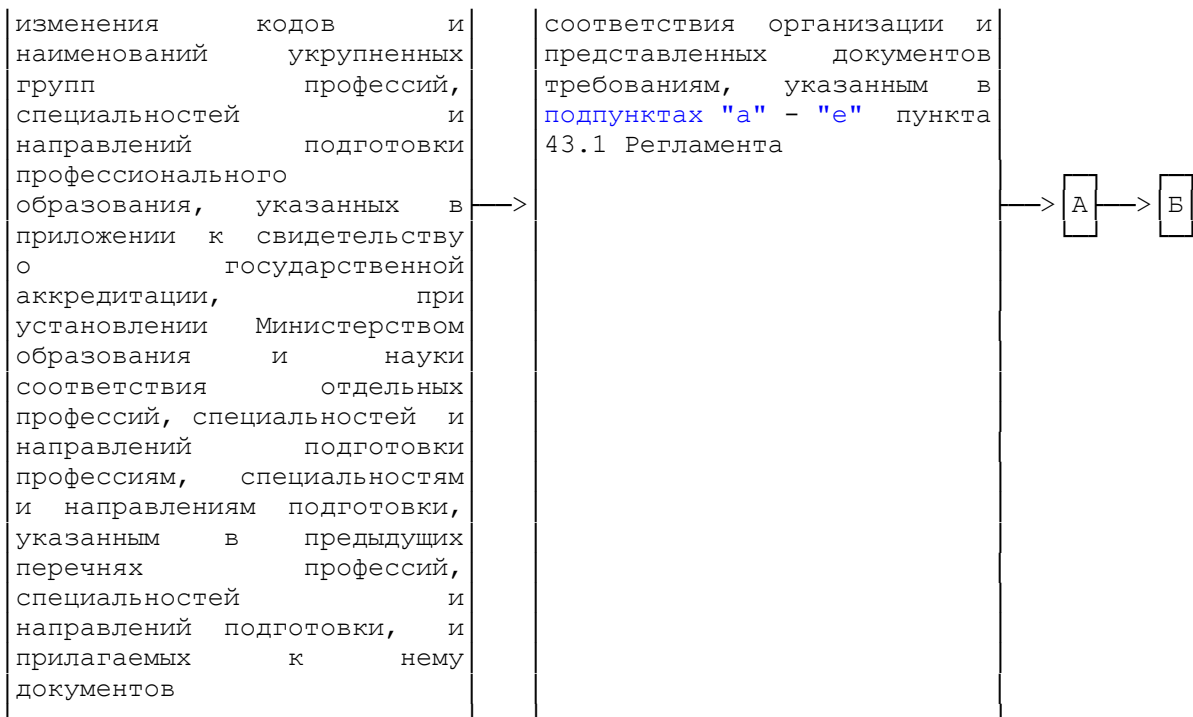 изменения кодов и
наименований укрупненных
групп профессий,
специальностей и
направлений подготовки
профессионального
образования, указанных в
приложении к свидетельству
о государственной
аккредитации, при
установлении Министерством
образования и науки
соответствия отдельных
профессий, специальностей и
направлений подготовки
профессиям, специальностям
и направлениям подготовки,
указанным в предыдущих
перечнях профессий,
специальностей и
направлений подготовки, и
прилагаемых к нему
документов
соответствия организации и
представленных документов
требованиям, указанным в
подпунктах "а" - "е" пункта
43.1 Регламента
А
Б